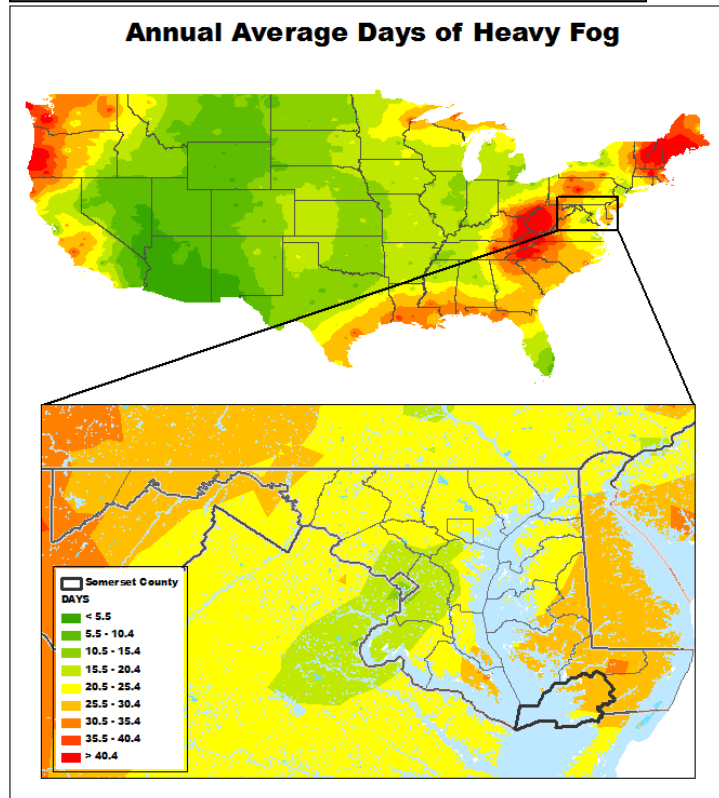 Annual Average Days of Heavy Fog
Somerset County
DAYS
< 5.5
5.5 - 10.4
10.5 - 15.4
15.5 - 20.4
20.5 - 25.4
25.5 - 30.4
30.5 - 35.4
35.5 - 40.4
> 40.4